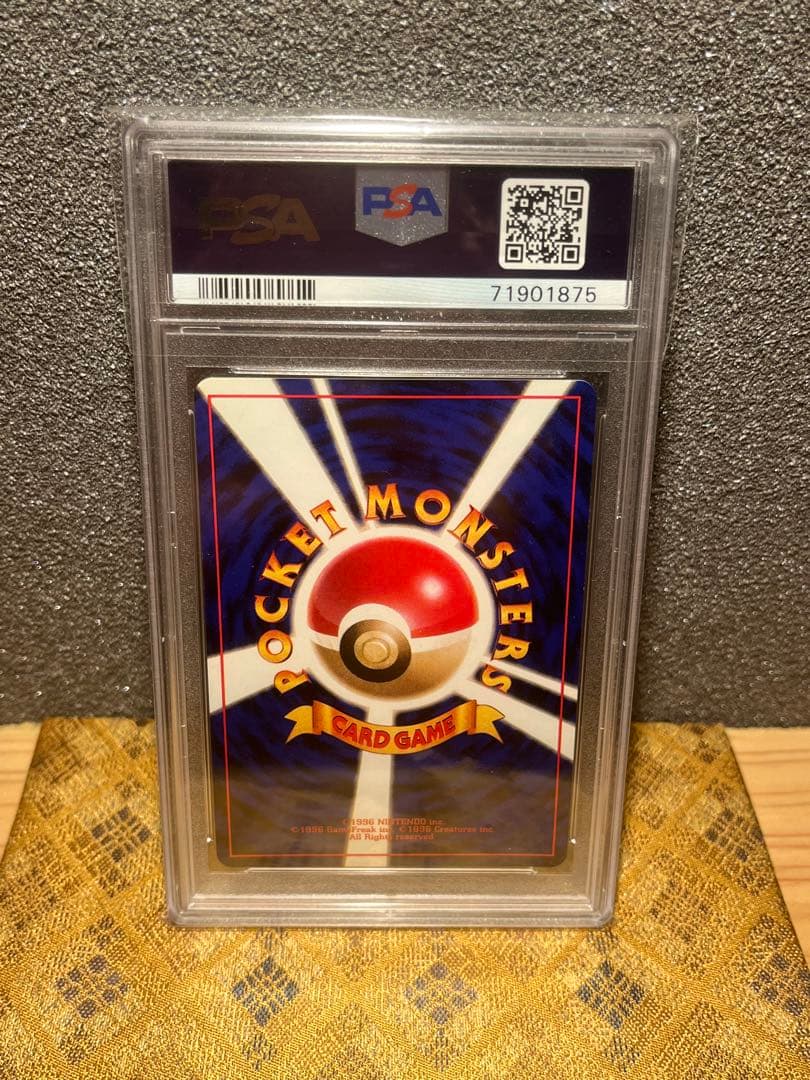 PSA
PSA
71901875
POCKET MONSTERS
CARD GAME
©1996 NINTENDO inc.
©1996 Game Freak inc. ©1996 Creatures inc.
All Rights reserved